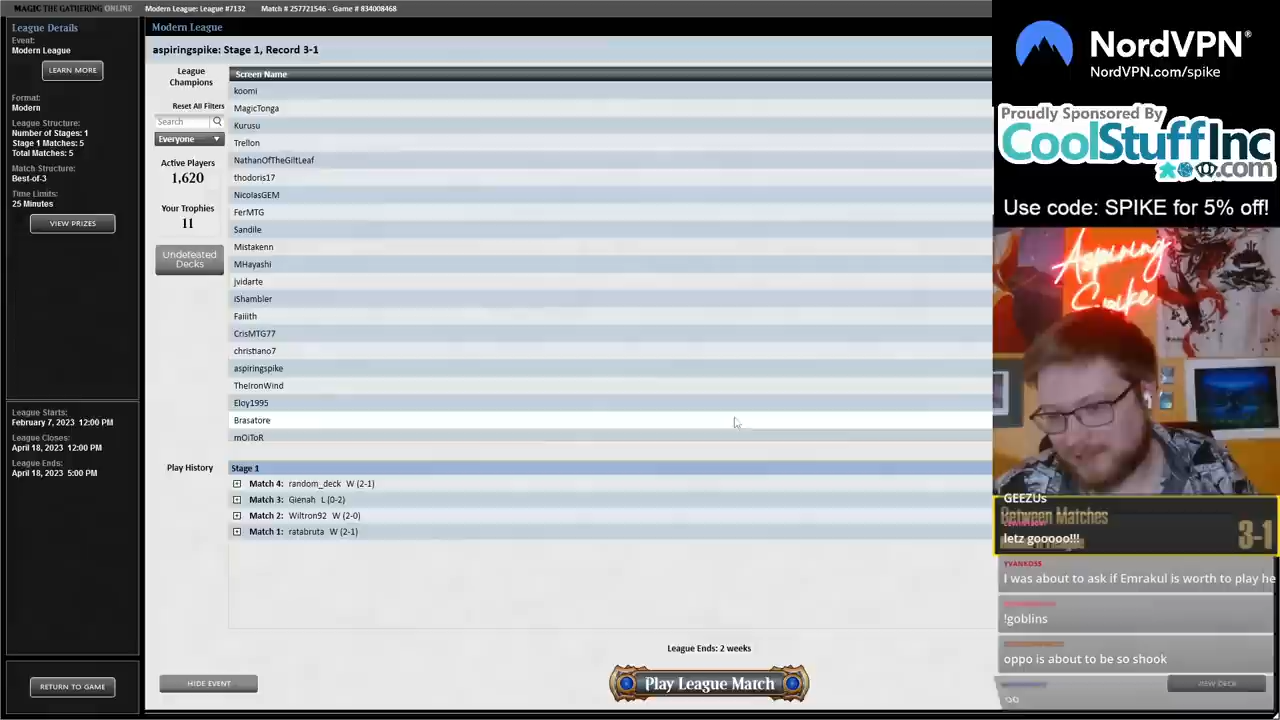 MAGIC THE GATHERING ONLINE
Modern League: League #7132
Match # 257721546 - Game # 834008468
League Details
Event:
Modern League
LEARN MORE
Format:
Modern
League Structure:
Number of Stages: 1
Stage 1 Matches: 5
Total Matches: 5
Match Structure:
Best-of-3
Time Limits:
25 Minutes
VIEW PRIZES
League Starts:
February 7, 2023 12:00 PM
League Closes:
April 18, 2023 12:00 PM
League Ends:
April 18, 2023 5:00 PM
RETURN TO GAME
Modern League
aspiringspike: Stage 1, Record 3-1
League
Champions
Reset All Filters
Search
Everyone
Active Players
1,620
Your Trophies
11
Undefeated
Decks
Screen Name
koomi
MagicTonga
Kurusu
Trellon
NathanOfTheGiltLeaf
thodoris17
NicolasGEM
FerMTG
Sandile
Mistakenn
MHayashi
jvidarte
iShambler
Faiiith
CrisMTG77
christiano7
aspiringspike
TheIronWind
Eloy1995
Brasatore
mOiToR
Play History
Stage 1
Match 4: random_deck W (2-1)
Match 3: Gienah L (0-2)
Match 2: Wiltron92 W (2-0)
Match 1: ratabruta W (2-1)
League Ends: 2 weeks
HIDE EVENT
Play League Match
VIEW DECK
NordVPN®
NordVPN.com/spike
Proudly Sponsored By
CoolStuffInc
.com
Use code: SPIKE for 5% off!
Aspiring
Spike
GEEZUs
Between Matches
3-1
letz gooooo!!!
YVANKOSS
I was about to ask if Emrakul is worth to play he
!goblins
oppo is about to be so shook